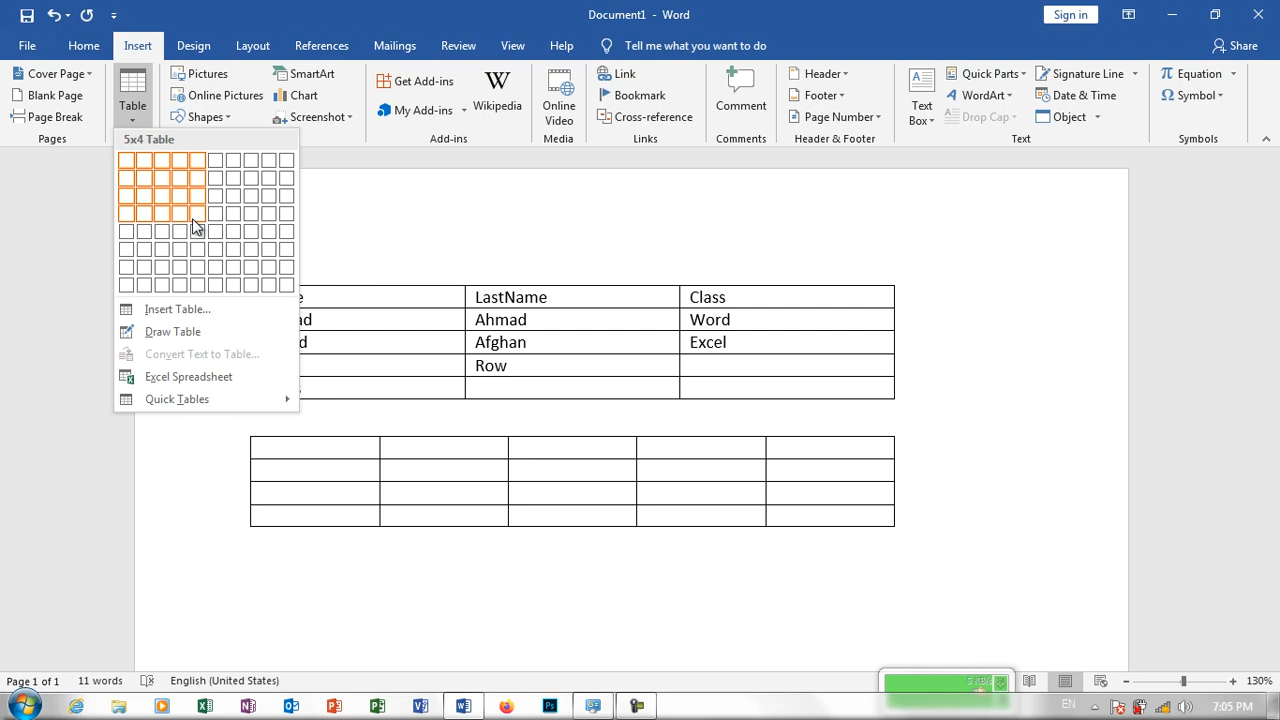 Document1 - Word
Sign in
File Home Insert Design Layout References Mailings Review View Help Tell me what you want to do Share
Cover Page
Blank Page
Page Break
Pages
Table
Pictures
Online Pictures
Shapes
SmartArt
Chart
Screenshot
Get Add-ins
My Add-ins
W
Wikipedia
Add-ins
Online
Video
Media
Link
Bookmark
Cross-reference
Links
Comment
Comments
Header
Footer
Page Number
Header & Footer
Text
Box
Quick Parts
WordArt
Drop Cap
Signature Line
Date & Time
Object
Text
Equation
Symbol
Symbols
5x4 Table
Insert Table...
Draw Table
Convert Text to Table...
Excel Spreadsheet
Quick Tables
LastName Class
Ahmad Word
Afghan Excel
Row
Page 1 of 1 11 words English (United States) 130%
EN 7:05 PM